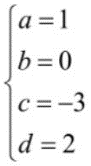 a = 1
b = 0
c = −3
d = 2